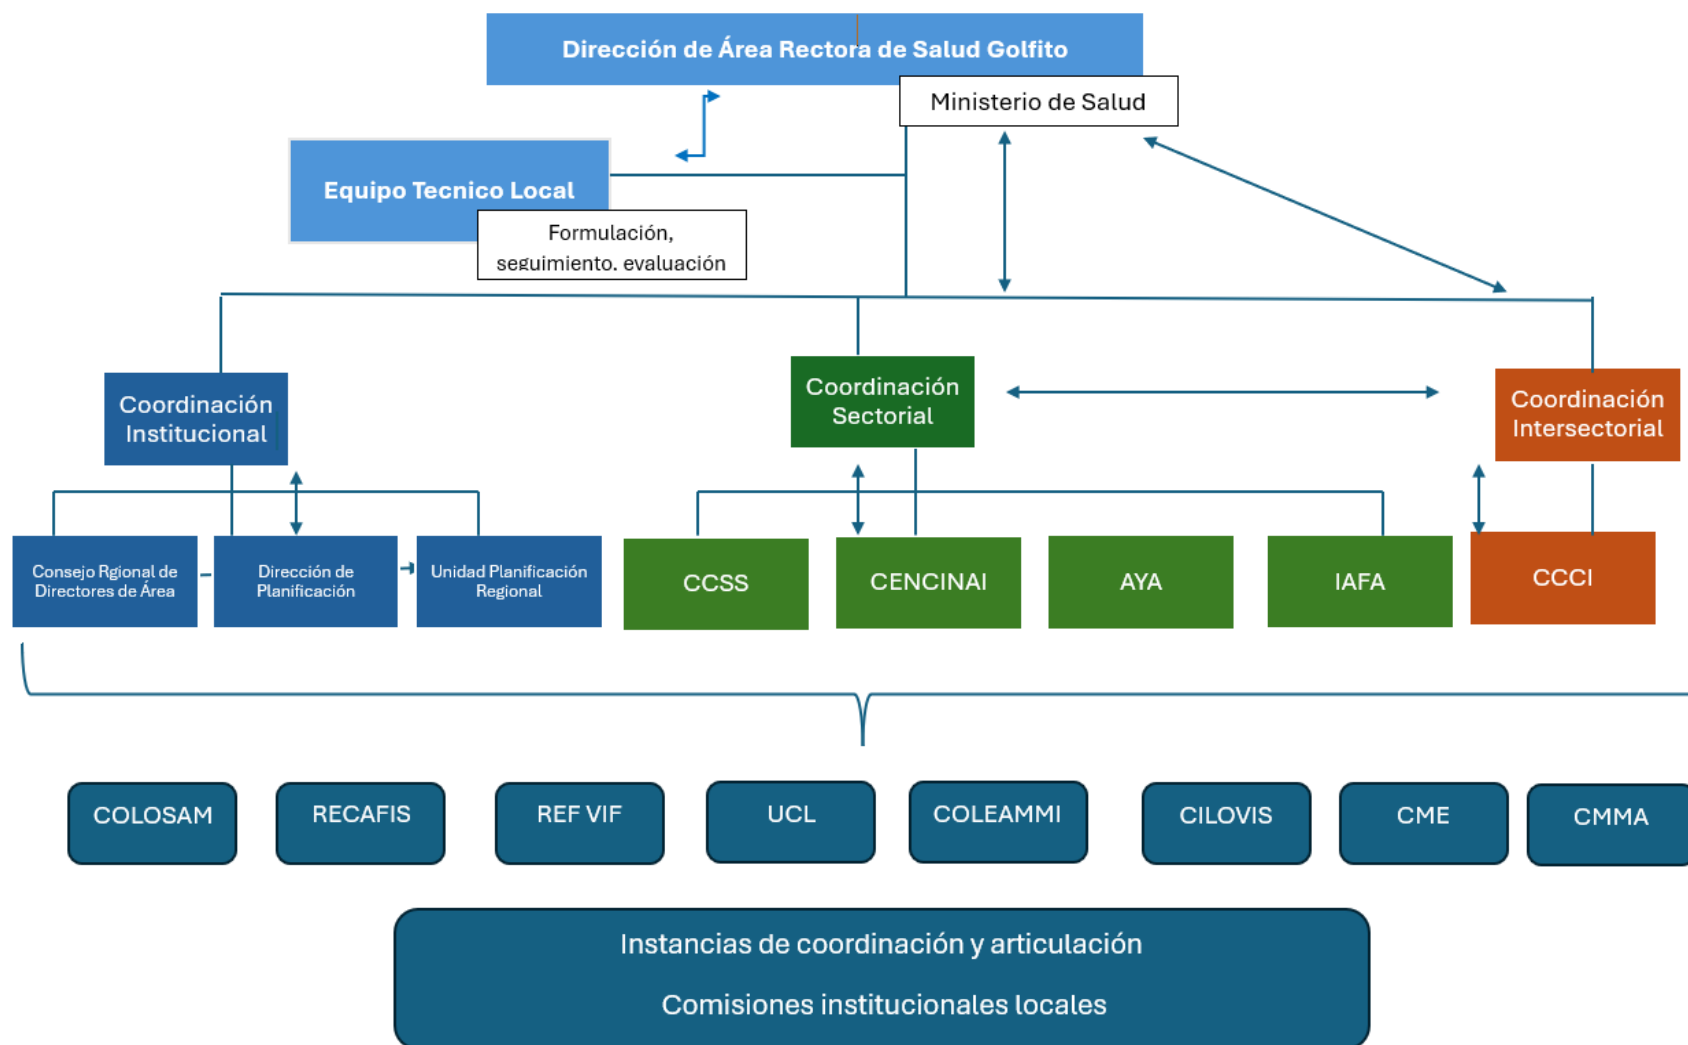 Dirección de Área Rectora de Salud Golfito
Ministerio de Salud
Equipo Tecnico Local
Formulación,
seguimiento, evaluación
Coordinación
Institucional
Coordinación
Sectorial
Coordinación
Intersectorial
Consejo Rgional de
Directores de Área
Dirección de
Planificación
Unidad Planificación
Regional
CCSS
CENCINAI
AYA
IAFA
CCCI
COLOSAM
RECAFIS
REF VIF
UCL
COLEAMMI
CILOVIS
CME
CMMA
Instancias de coordinación y articulación
Comisiones institucionales locales